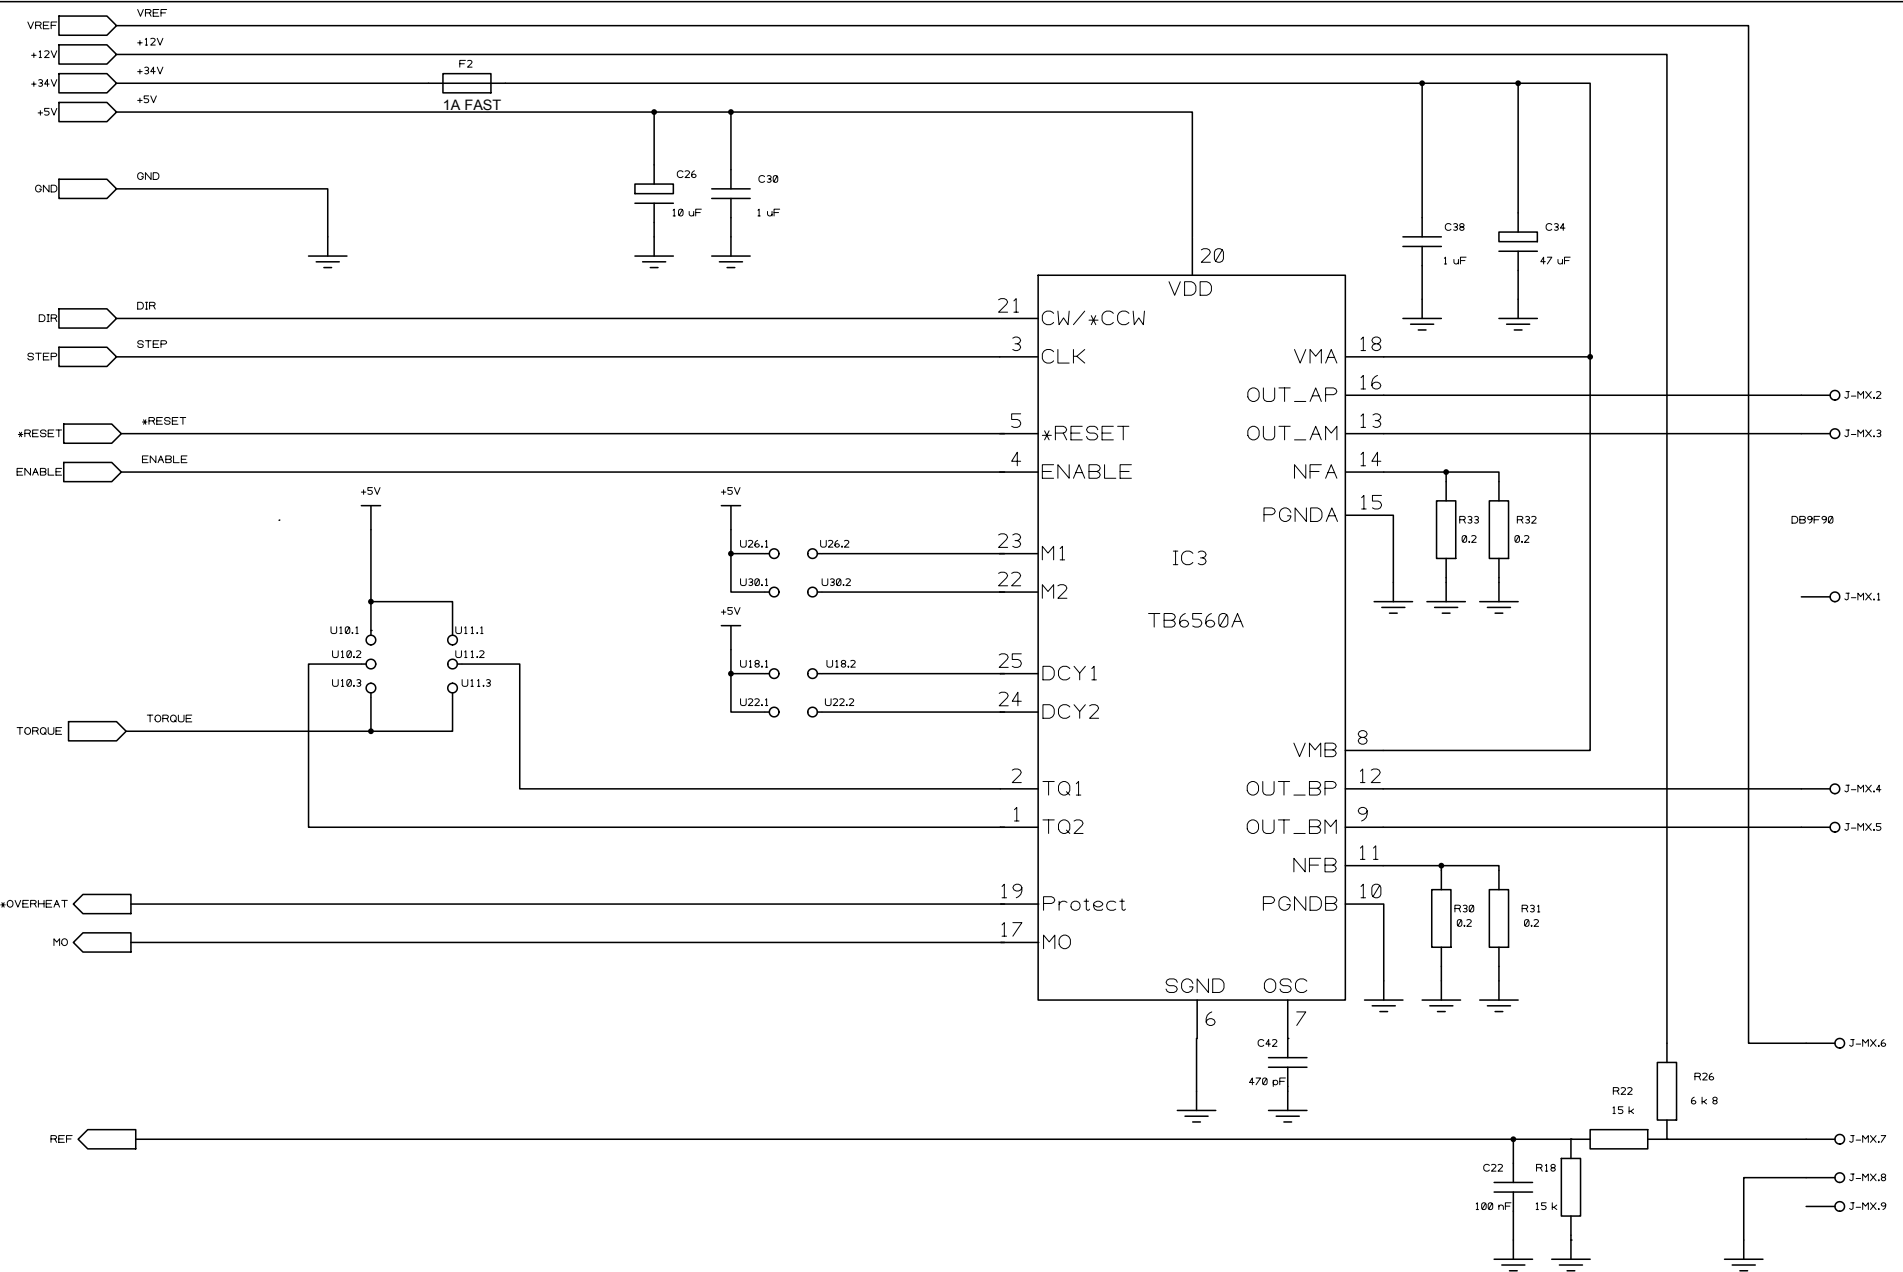 VREF VREF
+12V +12V
+34V +34V
F2
1A FAST
+5V +5V
GND GND
C26
10 uF
C30
1 uF
C38
1 uF
C34
47 uF
20
VDD
DIR DIR 21 CW/*CCW
STEP STEP 3 CLK
VMA 18
OUT_AP 16 J-MX.2
*RESET *RESET 5 *RESET
OUT_AM 13 J-MX.3
ENABLE ENABLE 4 ENABLE
NFA 14
PGNDA 15
R33
0.2
R32
0.2
DB9F90
+5V
+5V
U26.1 U26.2 23 M1
U30.1 U30.2 22 M2
IC3
TB6560A
J-MX.1
+5V
U10.1 U11.1
U10.2 U11.2
U10.3 U11.3
U18.1 U18.2 25 DCY1
U22.1 U22.2 24 DCY2
TORQUE TORQUE
VMB 8
2 TQ1
OUT_BP 12 J-MX.4
1 TQ2
OUT_BM 9 J-MX.5
NFB 11
*OVERHEAT 19 Protect
PGNDB 10
R30
0.2
R31
0.2
MO 17 MO
SGND OSC
6 7
C42
470 pF
J-MX.6
R26
6 k 8
R22
15 k
REF J-MX.7
C22
100 nF
R18
15 k
J-MX.8
J-MX.9